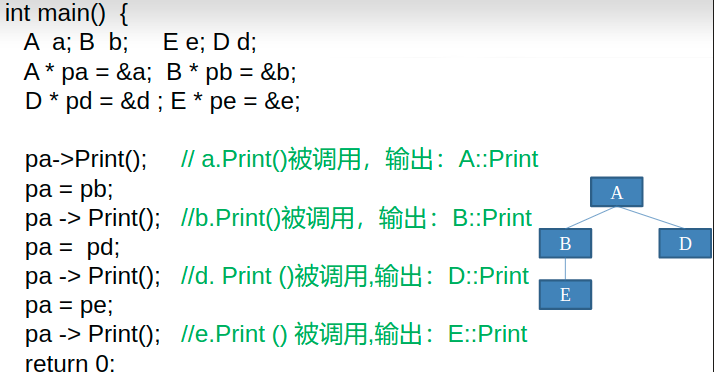 int main()  {
A  a; B  b;     E e; D d;
A * pa = &a;  B * pb = &b;
D * pd = &d ; E * pe = &e;
pa->Print();     // a.Print()被调用，输出：A::Print
pa = pb;
pa -> Print();   //b.Print()被调用，输出：B::Print
pa =  pd;
pa -> Print();   //d. Print ()被调用,输出：D::Print
pa = pe;
pa -> Print();   //e.Print () 被调用,输出：E::Print
return 0;
A
B
D
E